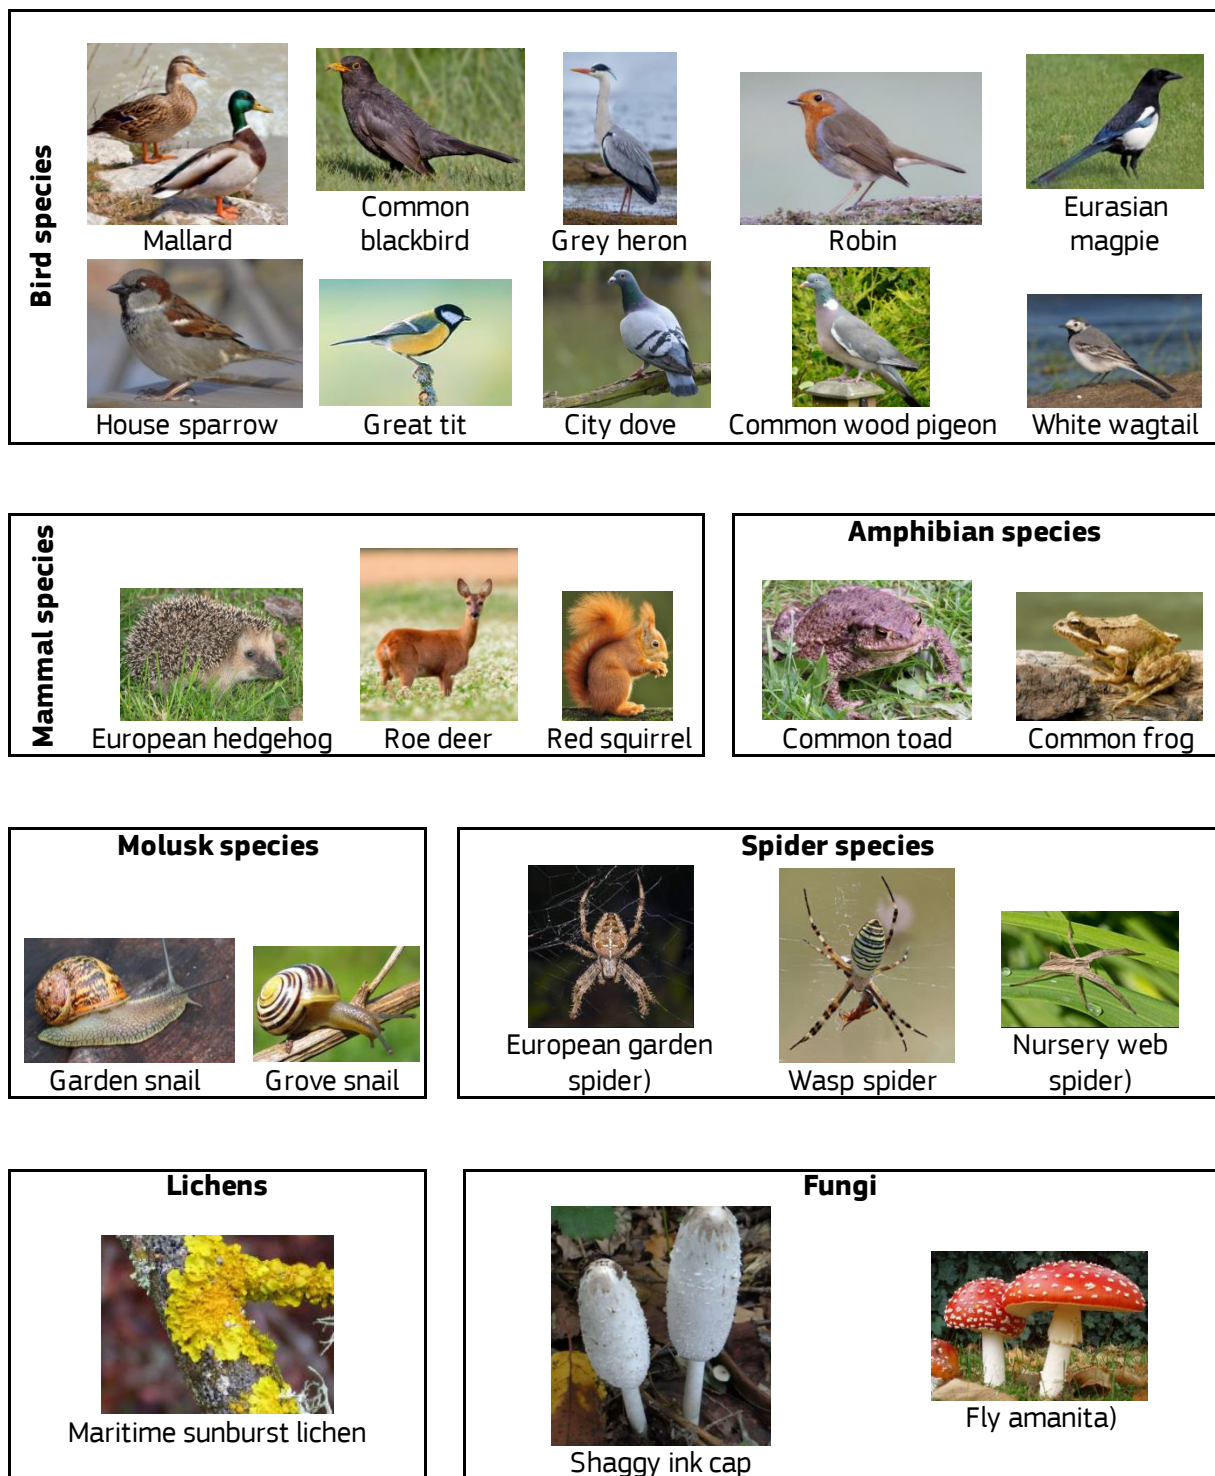 Bird species
Mallard
Common
blackbird
Grey heron
Robin
Eurasian
magpie
House sparrow
Great tit
City dove
Common wood pigeon
White wagtail
Mammal species
European hedgehog
Roe deer
Red squirrel
Amphibian species
Common toad
Common frog
Molusk species
Garden snail
Grove snail
Spider species
European garden
spider)
Wasp spider
Nursery web
spider)
Lichens
Maritime sunburst lichen
Fungi
Shaggy ink cap
Fly amanita)